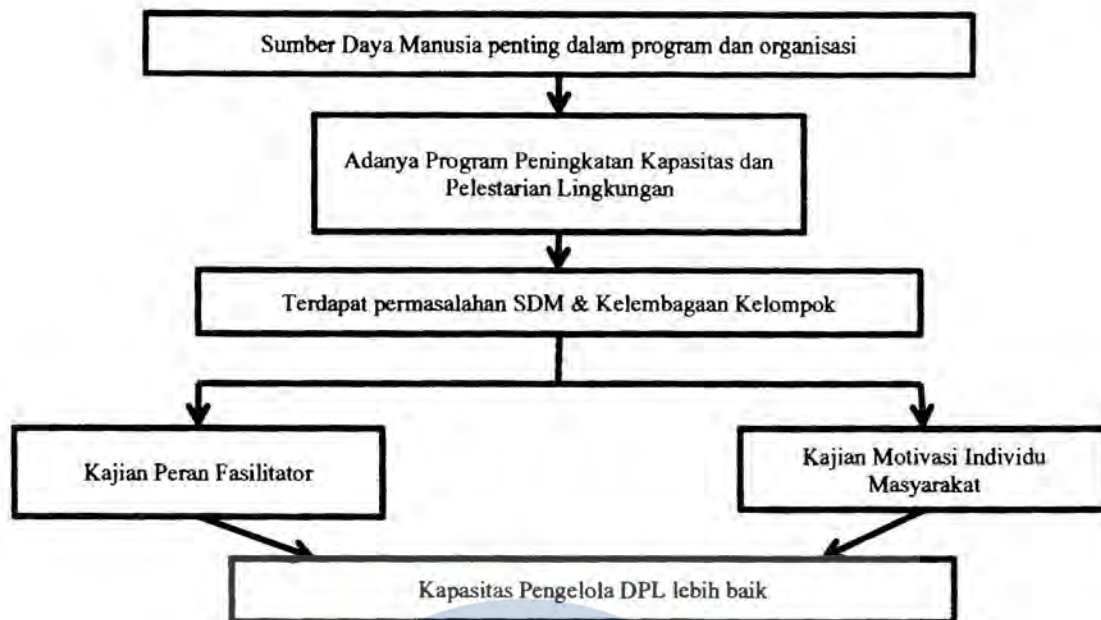 Sumber Daya Manusia penting dalam program dan organisasi
Adanya Program Peningkatan Kapasitas dan
Pelestarian Lingkungan
Terdapat permasalahan SDM & Kelembagaan Kelompok
Kajian Peran Fasilitator
Kajian Motivasi Individu
Masyarakat
Kapasitas Pengelola DPL lebih baik